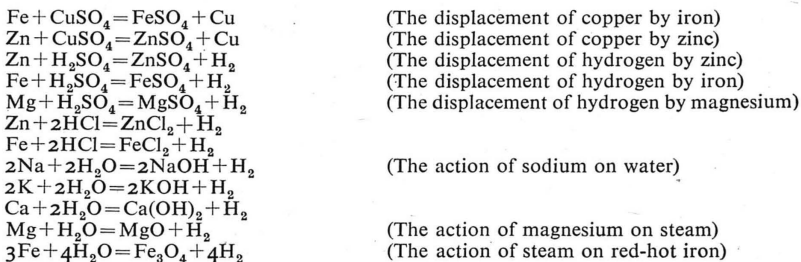 Fe+CuSO₄=FeSO₄+Cu (The displacement of copper by iron)
Zn+CuSO₄=ZnSO₄+Cu (The displacement of copper by zinc)
Zn+H₂SO₄=ZnSO₄+H₂ (The displacement of hydrogen by zinc)
Fe+H₂SO₄=FeSO₄+H₂ (The displacement of hydrogen by iron)
Mg+H₂SO₄=MgSO₄+H₂ (The displacement of hydrogen by magnesium)
Zn+2HCl=ZnCl₂+H₂
Fe+2HCl=FeCl₂+H₂
2Na+2H₂O=2NaOH+H₂ (The action of sodium on water)
2K+2H₂O=2KOH+H₂
Ca+2H₂O=Ca(OH)₂+H₂
Mg+H₂O=MgO+H₂ (The action of magnesium on steam)
3Fe+4H₂O=Fe₃O₄+4H₂ (The action of steam on red-hot iron)